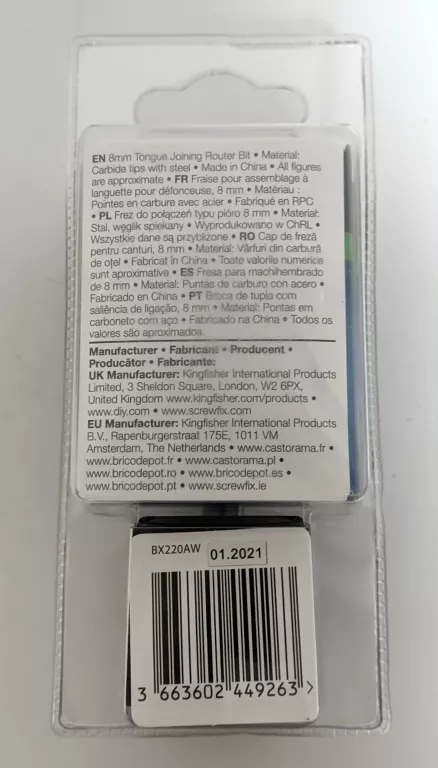 EN 8mm Tongue Joining Router Bit • Material:
Carbide tips with steel • Made in China • All figures
are approximate • FR Fraise pour assemblage à
languette pour défonceuse, 8 mm • Matériau :
Pointes en carbure avec acier • Fabriqué en RPC
• PL Frez do połączeń typu pióro 8 mm • Material:
Stal, węglik spiekany • Wyprodukowano w ChRL •
Wszystkie dane są przybliżone • RO Cap de freză
pentru canturi, 8 mm • Material: Vârfuri din carbură
de oțel • Fabricat în China • Toate valorile numerice
sunt aproximative • ES Fresa para machihembrado
de 8 mm • Material: Puntas de carburo con acero •
Fabricado en China • PT Broca de tupia com
saliência de ligação, 8 mm • Material: Pontas em
carboneto com aço • Fabricado na China • Todos os
valores são aproximados.
Manufacturer • Fabricant • Producent •
Producător • Fabricante:
UK Manufacturer: Kingfisher International Products
Limited, 3 Sheldon Square, London, W2 6PX,
United Kingdom www.kingfisher.com/products •
www.diy.com • www.screwfix.com
EU Manufacturer: Kingfisher International Products
B.V., Rapenburgerstraat 175E, 1011 VM
Amsterdam, The Netherlands • www.castorama.fr •
www.bricodepot.fr • www.castorama.pl •
www.bricodepot.ro • www.bricodepot.es •
www.bricodepot.pt • www.screwfix.ie
BX220AW 01.2021
3 663602 449263 >